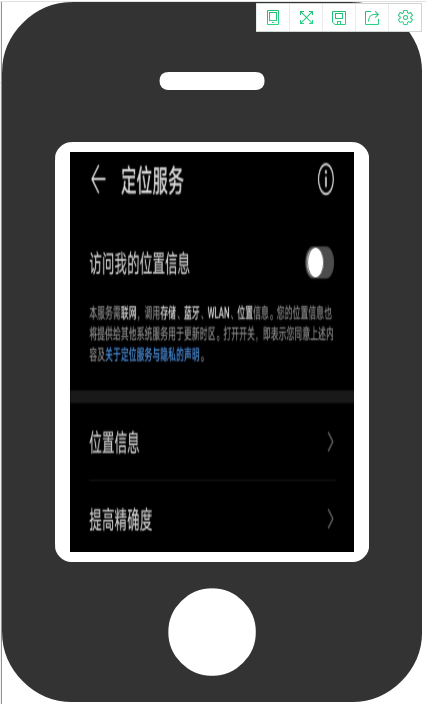 定位服务
访问我的位置信息
本服务需联网，调用存储、蓝牙、WLAN、位置信息。您的位置信息也
将提供给其他系统服务用于更新时区。打开开关，即表示您同意上述内
容及关于定位服务与隐私的声明。
位置信息
提高精确度